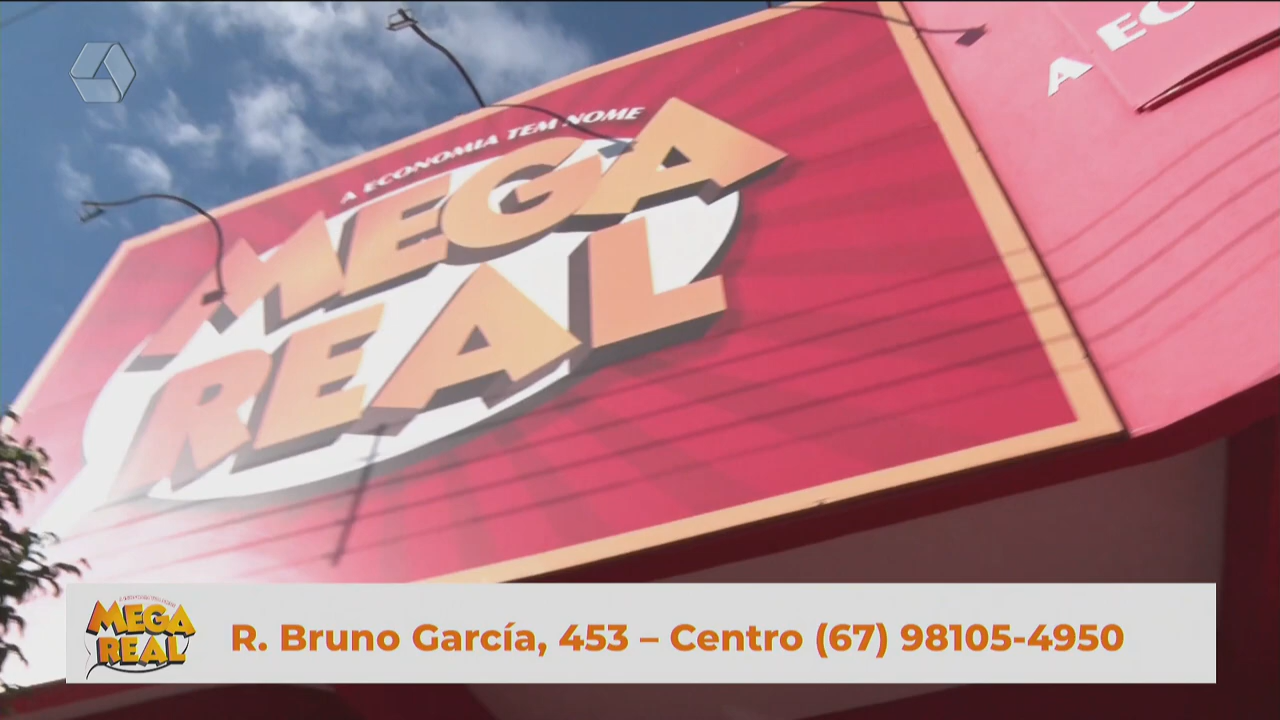 A ECONOMIA TEM NOME
MEGA
REAL
A EC
MEGA
REAL
R. Bruno García, 453 – Centro (67) 98105-4950